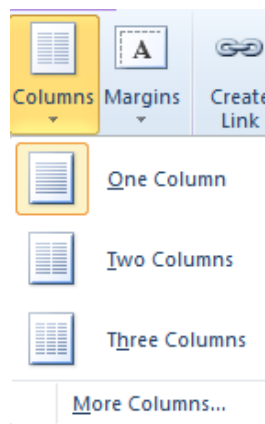 A
Columns Margins Create
Link
One Column
Two Columns
Three Columns
More Columns...